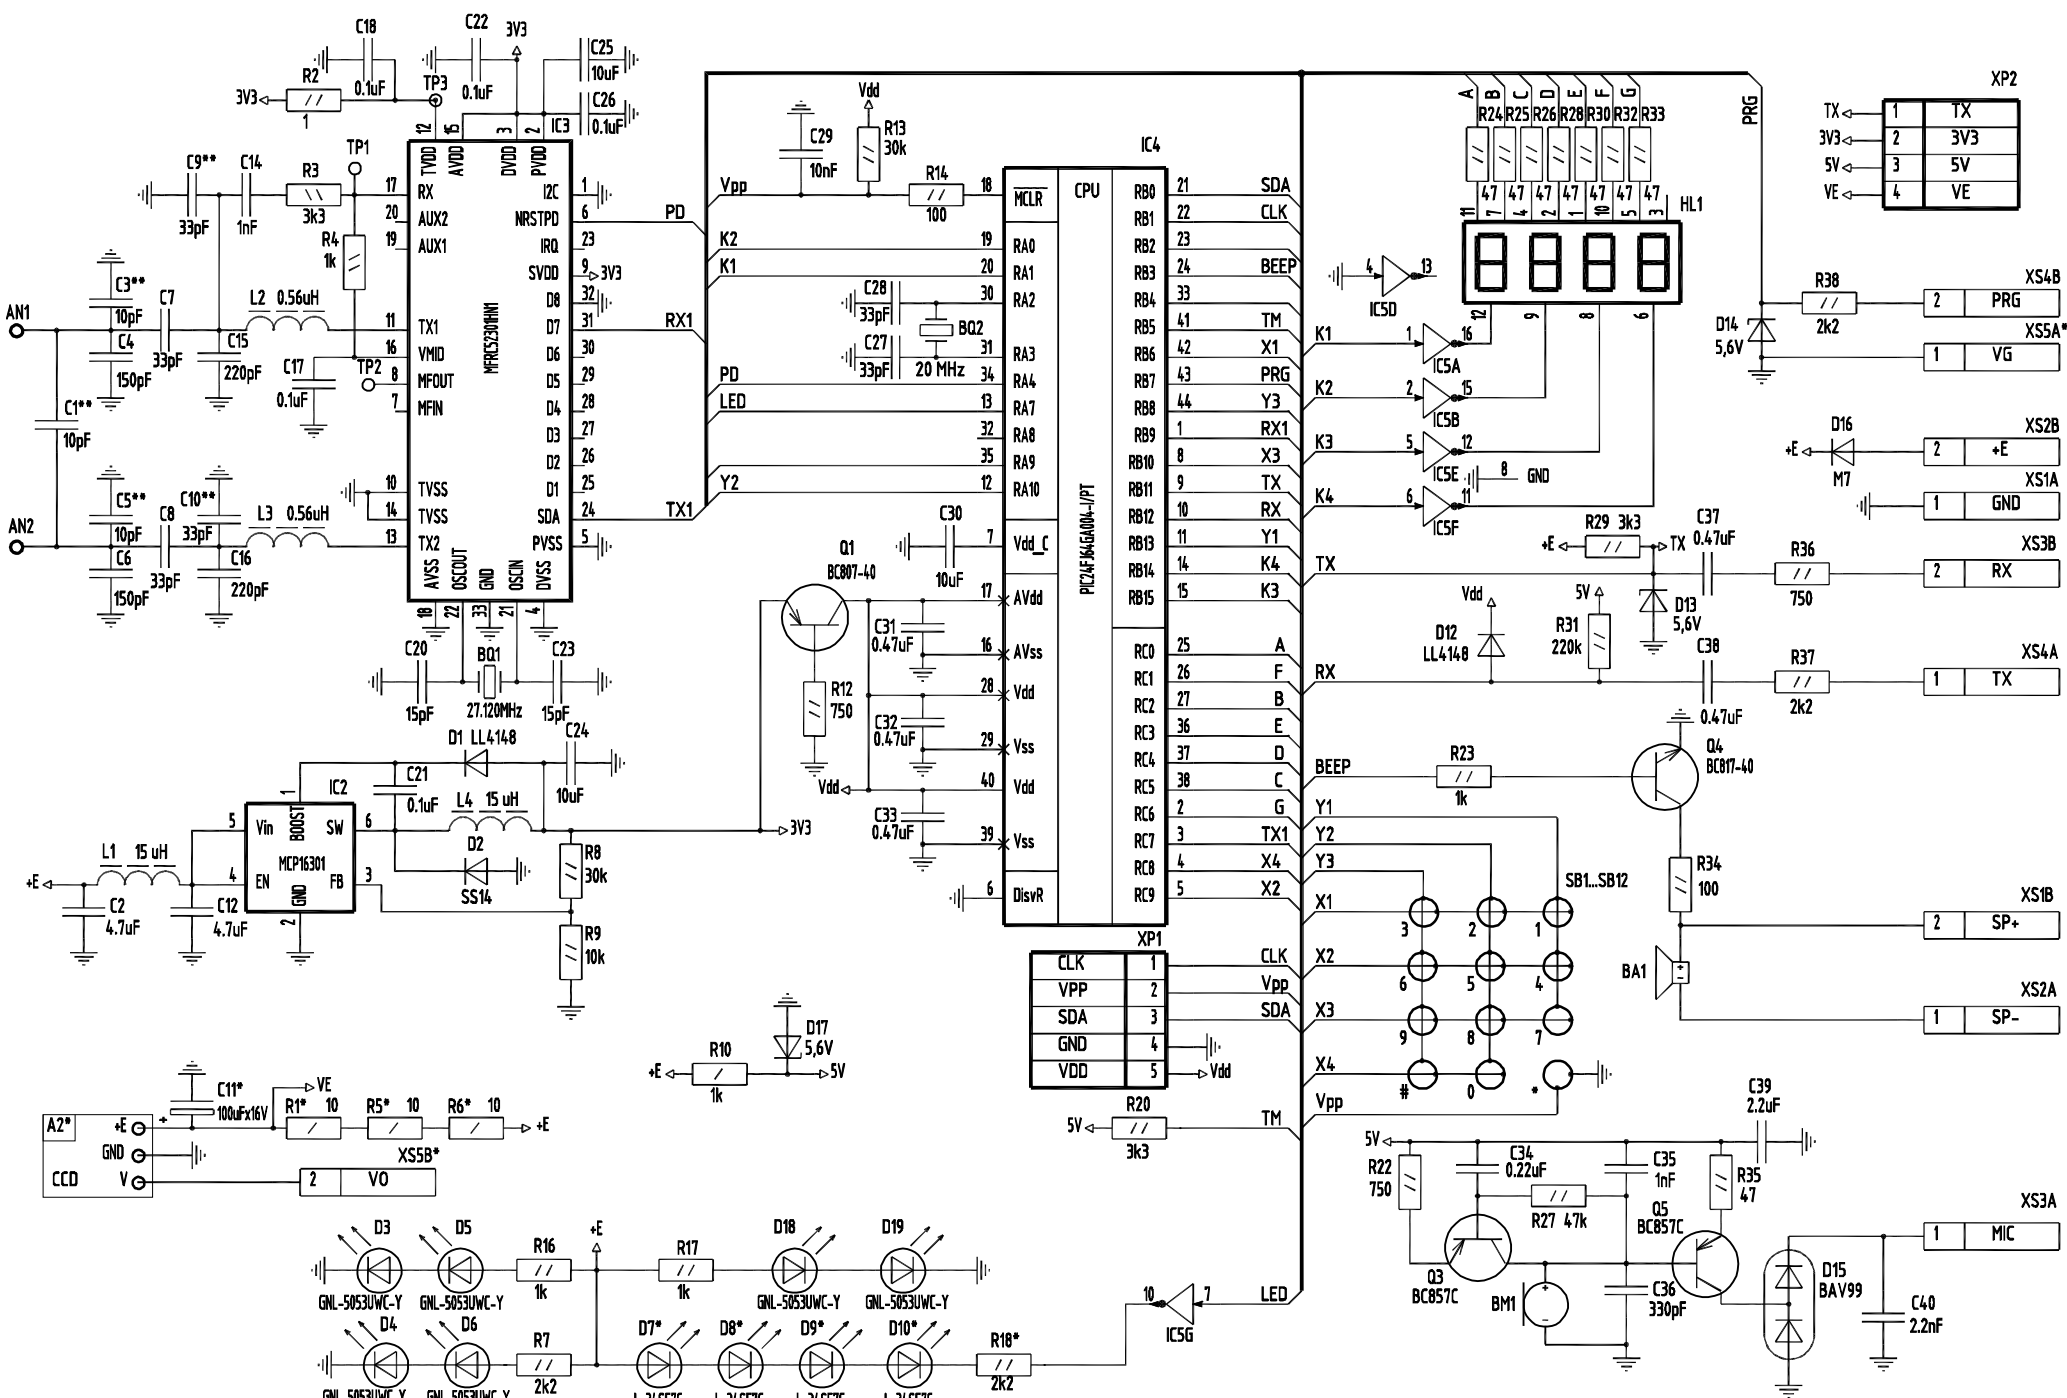 C18
C22
3V3
C25
10uF
R2
0.1uF
TP3
0.1uF
C26
0.1uF
3V3
1
12
15
3
2
IC3
TVDD
AVDD
DVDD
PVDD
TP1
C9**
C14
R3
33pF
1nF
3k3
R4
1k
17 RX
20 AUX2
19 AUX1
11 TX1
16 VMID
8 MFOUT
7 MFIN
10 TVSS
14 TVSS
13 TX2
MFRC52301HN1
I2C 1
NRSTPD 6 PD
IRQ 23
SVDD 9 3V3
D8 32
D7 31 RX1
D6 30
D5 29
D4 28
D3 27
D2 26
D1 25
SDA 24 TX1
PVSS 5
AVSS
OSCOUT
GND
OSCIN
DVSS
18
22
33
21
4
AN1
C3**
10pF
C7
33pF
C4
150pF
L2 0.56uH
C15
220pF
C17
0.1uF
TP2
C1**
10pF
AN2
C5**
10pF
C8
33pF
C10**
33pF
L3 0.56uH
C6
150pF
C16
220pF
C20
15pF
BQ1
27.120MHz
C23
15pF
D1 LL4148
C24
10uF
C21
0.1uF
IC2
L4 15 uH
5 Vin
BOOST
1
SW 6
MCP16301
4 EN
GND
2
FB 3
L1 15 uH
+E
C2
4.7uF
C12
4.7uF
D2
SS14
R8
30k
R9
10k
3V3
Q1
BC807-40
R12
750
Vdd
C29
10nF
Vdd
R13
30k
R14
100
Vpp
K2
K1
C28
33pF
C27
33pF
BQ2
20 MHz
PD
LED
Y2
C30
10uF
C31
0.47uF
C32
0.47uF
C33
0.47uF
IC4
CPU
PIC24FJ64GA004-I/PT
18 MCLR
19 RA0
20 RA1
30 RA2
31 RA3
34 RA4
13 RA7
32 RA8
35 RA9
12 RA10
7 Vdd_C
17 AVdd
16 AVss
28 Vdd
29 Vss
40 Vdd
39 Vss
6 DisvR
RB0 21 SDA
RB1 22 CLK
RB2 23
RB3 24 BEEP
RB4 33
RB5 41 TM
RB6 42 X1
RB7 43 PRG
RB8 44 Y3
RB9 1 RX1
RB10 8 X3
RB11 9 TX
RB12 10 RX
RB13 11 Y1
RB14 14 K4
RB15 15 K3
RC0 25 A
RC1 26 F
RC2 27 B
RC3 36 E
RC4 37 D
RC5 38 C
RC6 2 G
RC7 3 TX1
RC8 4 X4
RC9 5 X2
XP1
CLK 1 CLK
VPP 2 Vpp
SDA 3 SDA
GND 4
VDD 5 Vdd
5V
R20
3k3
TM
A B C D E F G
R24 R25 R26 R28 R30 R32 R33
47 47 47 47 47 47 47
11 7 4 2 1 10 5 3
HL1
12 9 8 6
4 13
IC5D
K1 1 16
IC5A
K2 2 15
IC5B
K3 5 12
IC5E
8 GND
K4 6 11
IC5F
PRG
D14
5,6V
R38
2k2
XP2
TX 1 TX
3V3 2 3V3
5V 3 5V
VE 4 VE
XS4B
2 PRG
XS5A*
1 VG
D16
+E
M7
XS2B
2 +E
XS1A
1 GND
R29 3k3
+E
TX
C37
0.47uF
R36
750
XS3B
2 RX
TX
Vdd
D12
LL4148
5V
R31
220k
D13
5,6V
C38
0.47uF
R37
2k2
XS4A
1 TX
RX
Q4
BC817-40
BEEP
R23
1k
R34
100
BA1
XS1B
2 SP+
XS2A
1 SP-
Y1
Y2
Y3
SB1...SB12
X1
3 2 1
X2
6 5 4
X3
9 8 7
X4
# 0 *
Vpp
5V
R22
750
C34
0.22uF
R27 47k
C35
1nF
C39
2.2uF
R35
47
Q5
BC857C
Q3
BC857C
BM1
C36
330pF
D15
BAV99
C40
2.2nF
XS3A
1 MIC
+E
R10
1k
D17
5,6V
5V
C11*
100uFx16V
VE
A2*
+E
GND
CCD V
R1* 10
R5* 10
R6* 10
+E
XS5B*
2 VO
D3
GNL-5053UWC-Y
D5
GNL-5053UWC-Y
R16
1k
+E
R17
1k
D18
GNL-5053UWC-Y
D19
GNL-5053UWC-Y
D4
GNL-5053UWC-Y
D6
GNL-5053UWC-Y
R7
2k2
D7*
D8*
D9*
D10*
R18*
2k2
10 7
IC5G
LED